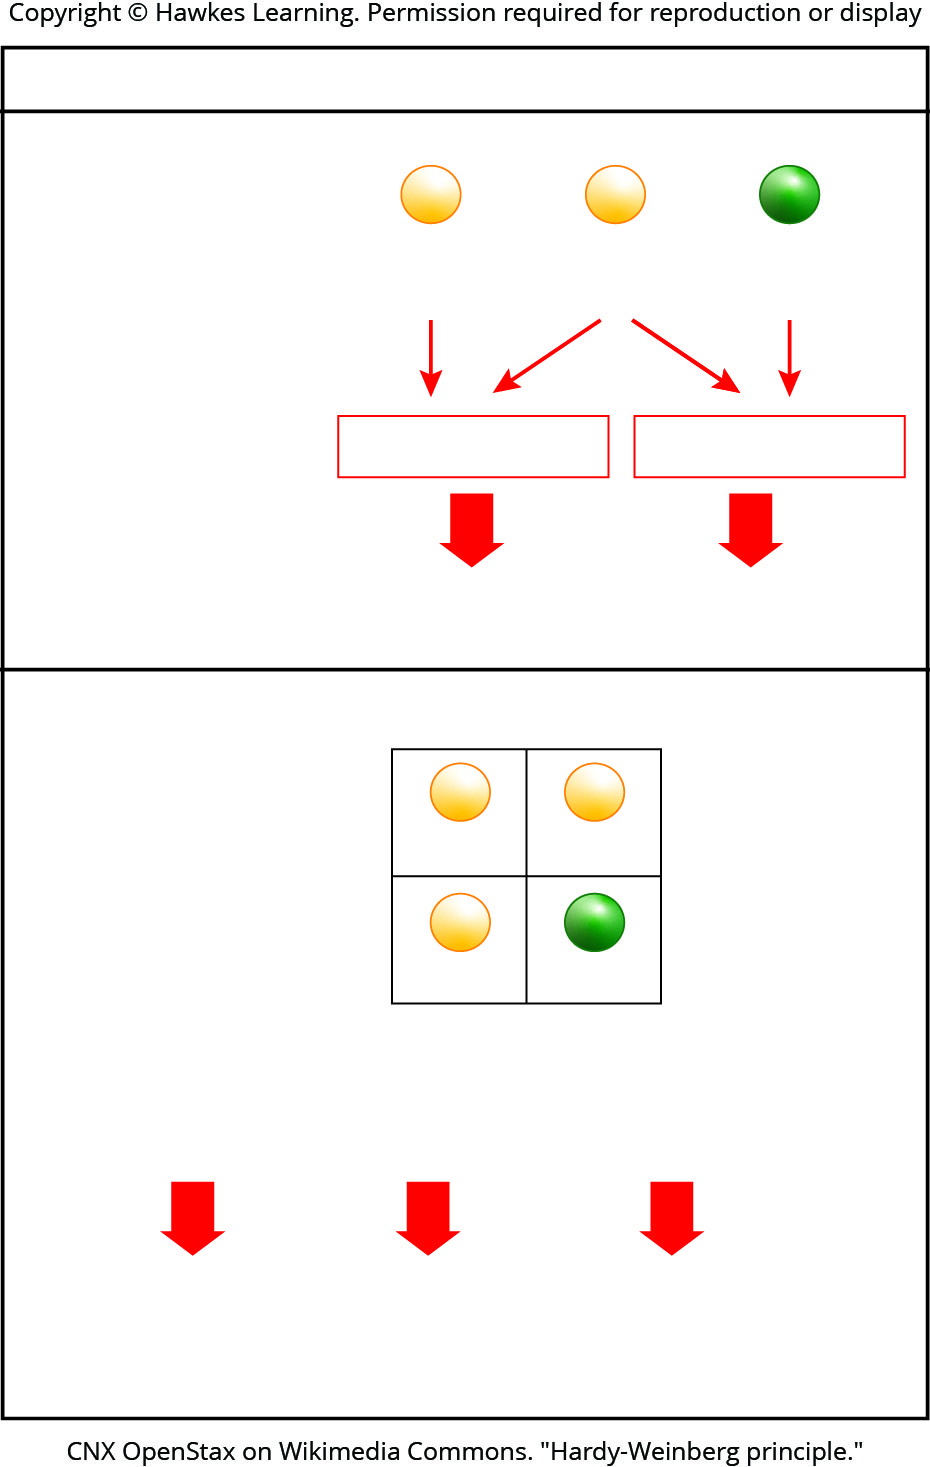 Copyright © Hawkes Learning. Permission required for reproduction or display
CNX OpenStax on Wikimedia Commons. "Hardy-Weinberg principle."